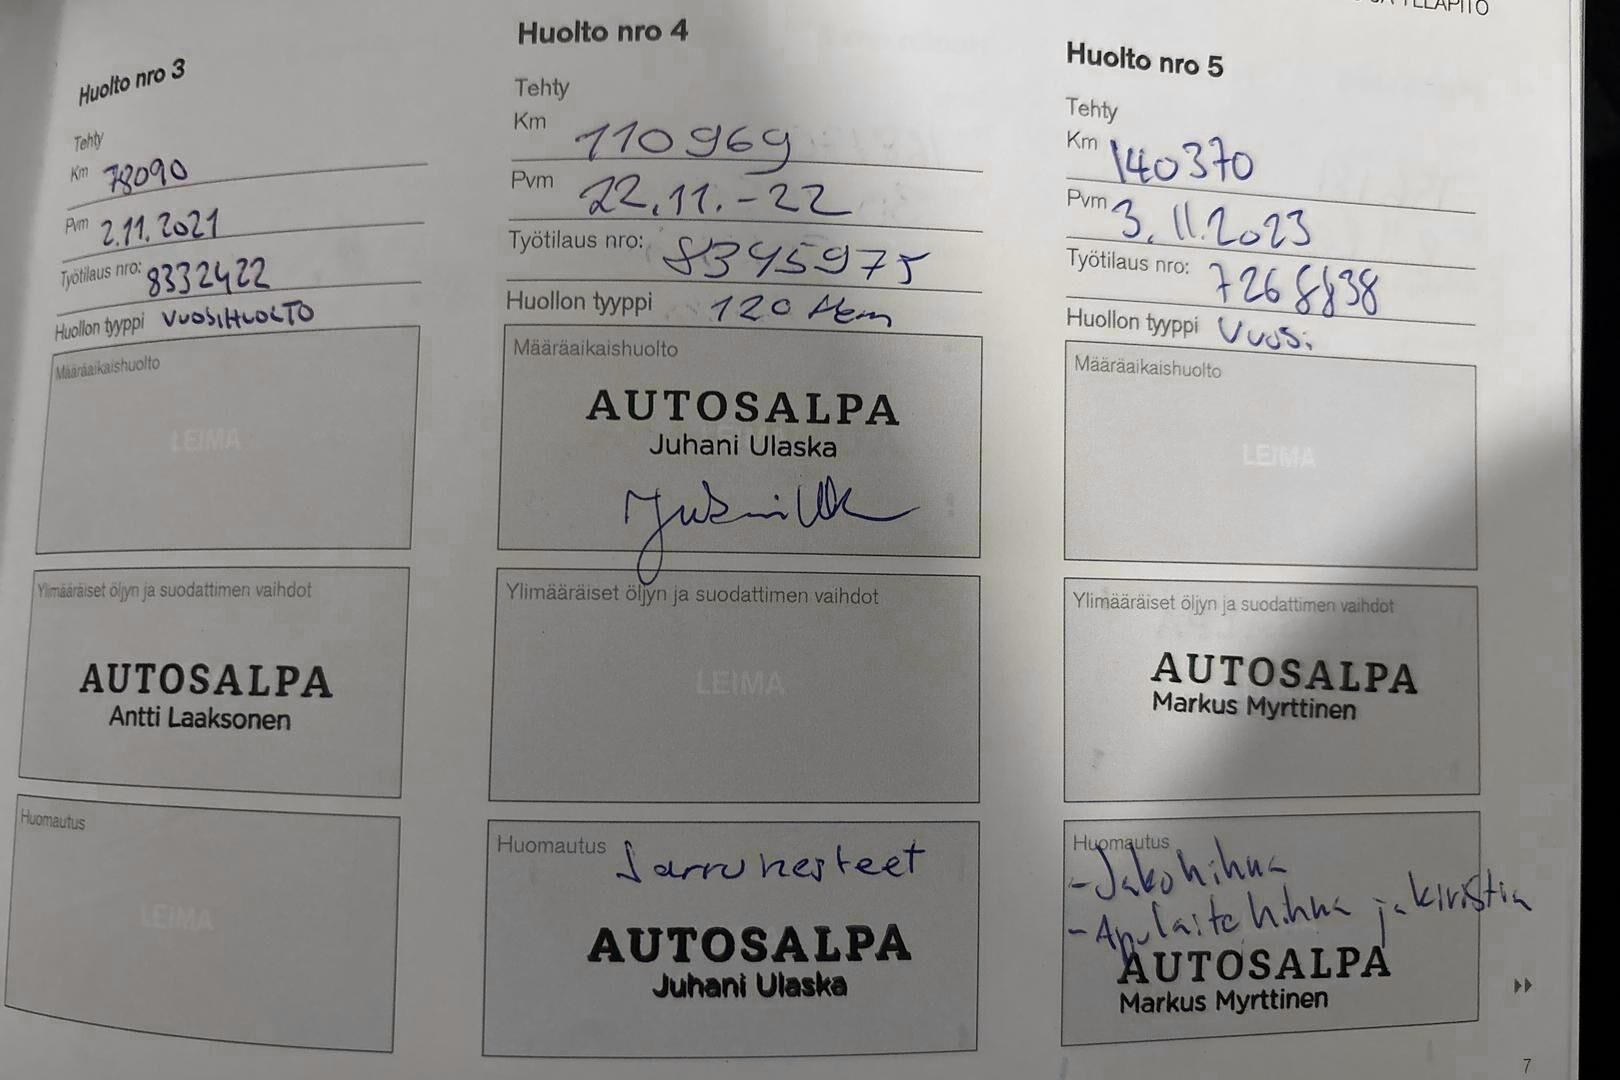 JA YLLÄPITO
Huolto nro 3
Tehty
Km 78090
Pvm 2.11.2021
Työtilaus nro: 8332422
Huollon tyyppi VUOSIHUOLTO
Määräaikaishuolto
LEIMA
Ylimääräiset öljyn ja suodattimen vaihdot
AUTOSALPA
Antti Laaksonen
Huomautus
LEIMA
Huolto nro 4
Tehty
Km 110969
Pvm 22.11.-22
Työtilaus nro: 8345975
Huollon tyyppi 120
Määräaikaishuolto
AUTOSALPA
Juhani Ulaska
Ylimääräiset öljyn ja suodattimen vaihdot
LEIMA
Huomautus Jarrunesteet
AUTOSALPA
Juhani Ulaska
Huolto nro 5
Tehty
Km 140370
Pvm 3.11.2023
Työtilaus nro: 7268838
Huollon tyyppi Vuosi
Määräaikaishuolto
LEIMA
Ylimääräiset öljyn ja suodattimen vaihdot
AUTOSALPA
Markus Myrttinen
Huomautus
- Jakohihna
- Apulaitehihna ja kiristin
AUTOSALPA
Markus Myrttinen
7